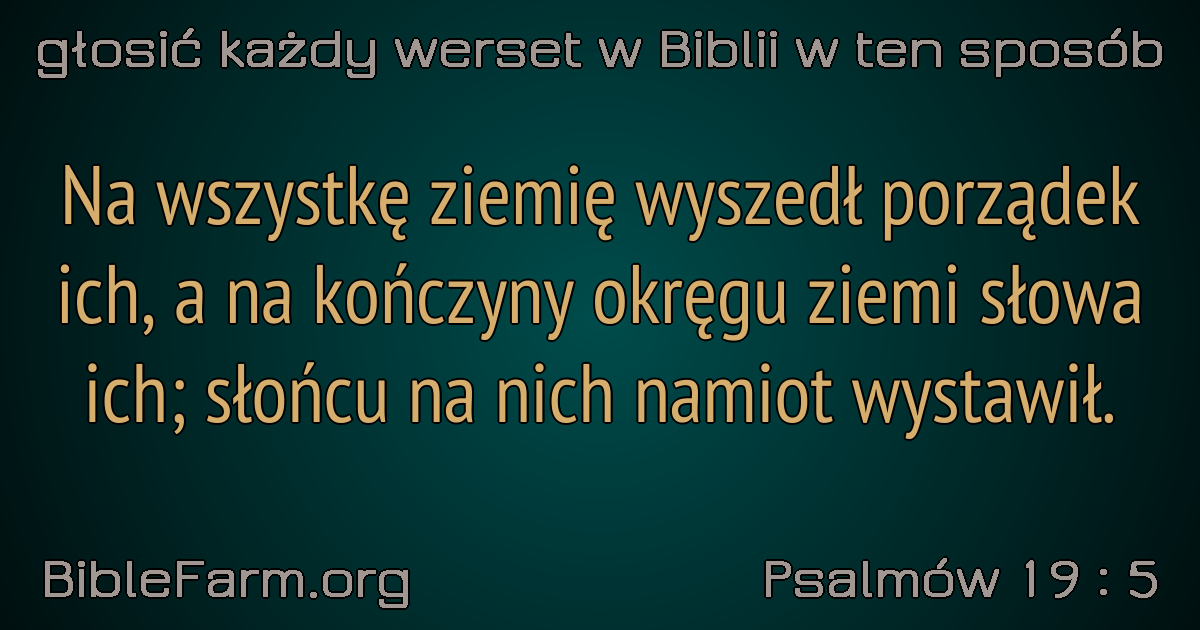 głosić każdy werset w Biblii w ten sposób
Na wszystkę ziemię wyszedł porządek
ich, a na kończyny okręgu ziemi słowa
ich; słońcu na nich namiot wystawił.
BibleFarm.org
Psalmów 19 : 5